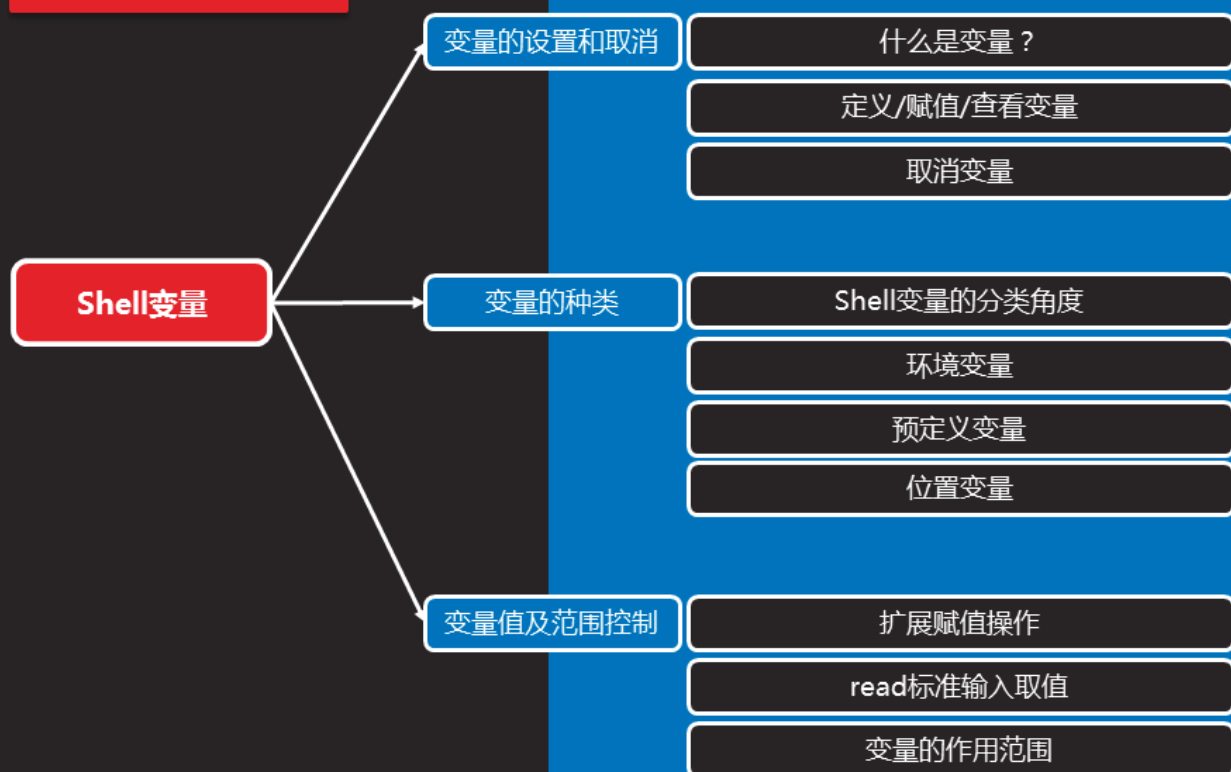 Shell变量
变量的设置和取消
什么是变量？
定义/赋值/查看变量
取消变量
变量的种类
Shell变量的分类角度
环境变量
预定义变量
位置变量
变量值及范围控制
扩展赋值操作
read标准输入取值
变量的作用范围